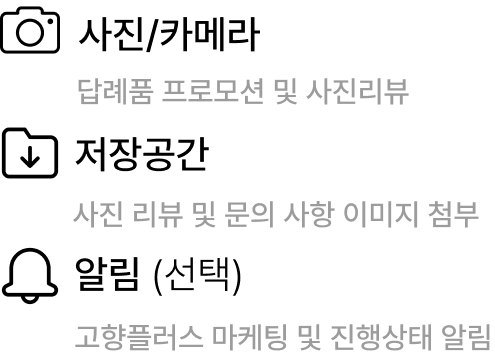 사진/카메라
답례품 프로모션 및 사진리뷰
저장공간
사진 리뷰 및 문의 사항 이미지 첨부
알림 (선택)
고향플러스 마케팅 및 진행상태 알림